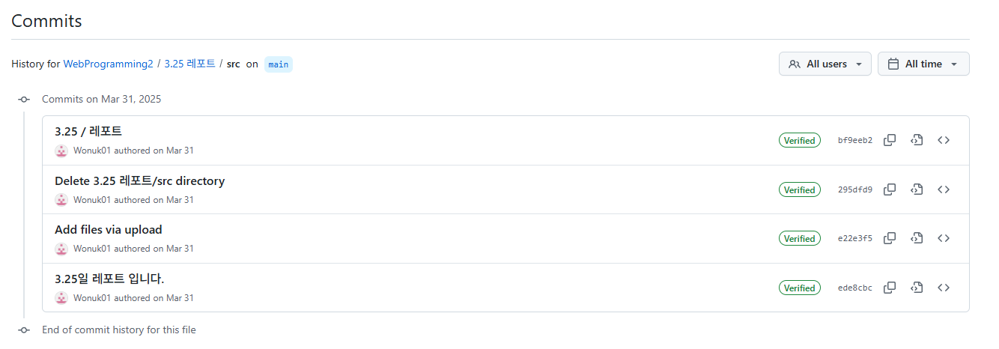 Commits
History for WebProgramming2 / 3.25 레포트 / src on main
All users
All time
Commits on Mar 31, 2025
3.25 / 레포트
Wonuk01 authored on Mar 31
Verified
bf9eeb2
Delete 3.25 레포트/src directory
Wonuk01 authored on Mar 31
Verified
295dfd9
Add files via upload
Wonuk01 authored on Mar 31
Verified
e22e3f5
3.25일 레포트 입니다.
Wonuk01 authored on Mar 31
Verified
ede8cbc
End of commit history for this file